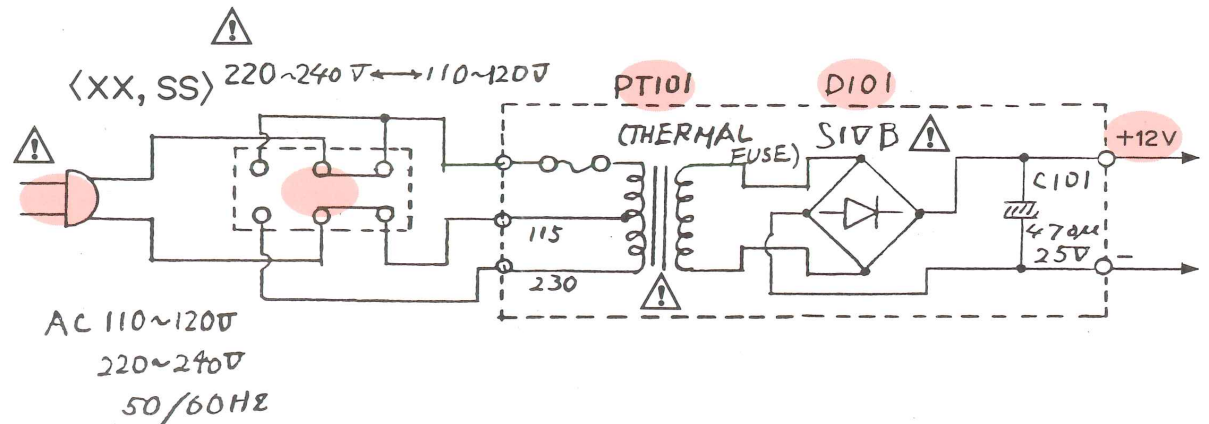 ⟨XX, SS⟩ 220~240V⟷110~120V
PT101
(THERMAL FUSE)
D101
S1VB
+12V
C101
470μ
25V
−
115
230
AC 110~120V
220~240V
50/60Hz